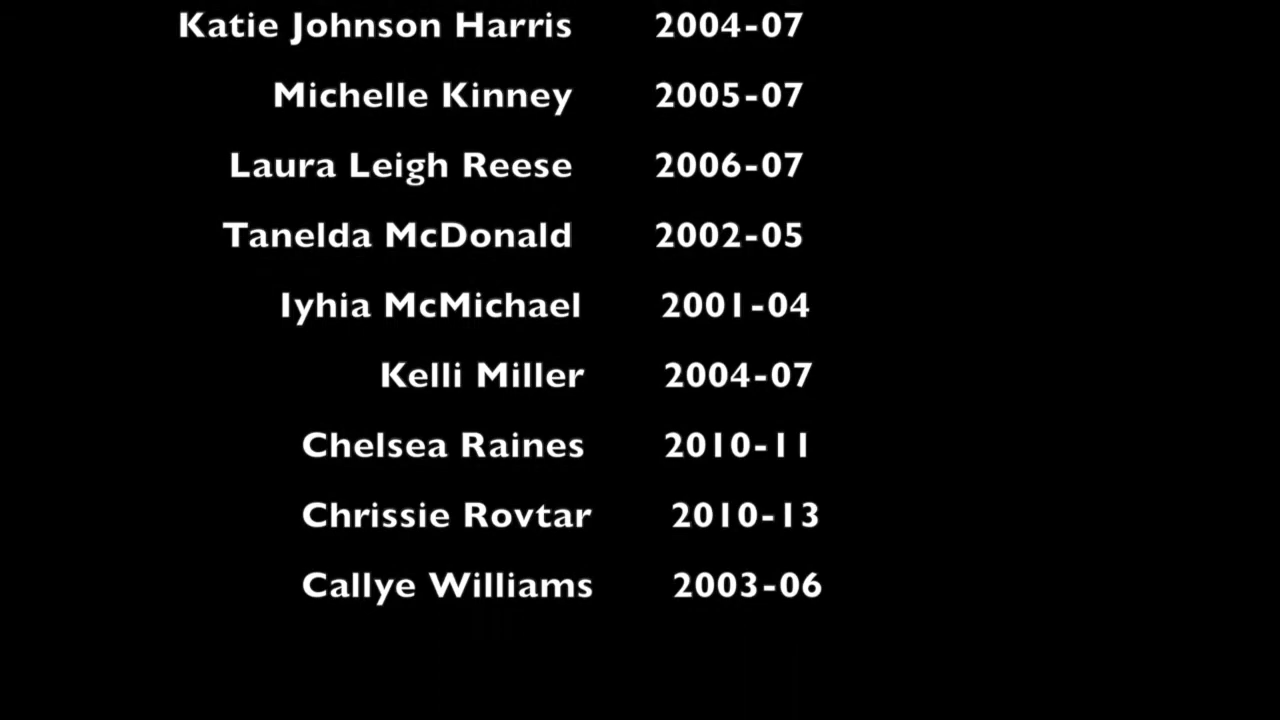 Katie Johnson Harris 2004-07
Michelle Kinney 2005-07
Laura Leigh Reese 2006-07
Tanelda McDonald 2002-05
Iyhia McMichael 2001-04
Kelli Miller 2004-07
Chelsea Raines 2010-11
Chrissie Rovtar 2010-13
Callye Williams 2003-06